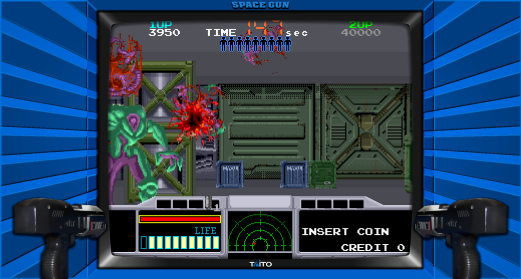 SPACE GUN
1UP 2UP
3950 TIME sec 40000
LIFE
INSERT COIN
CREDIT 0
TAITO